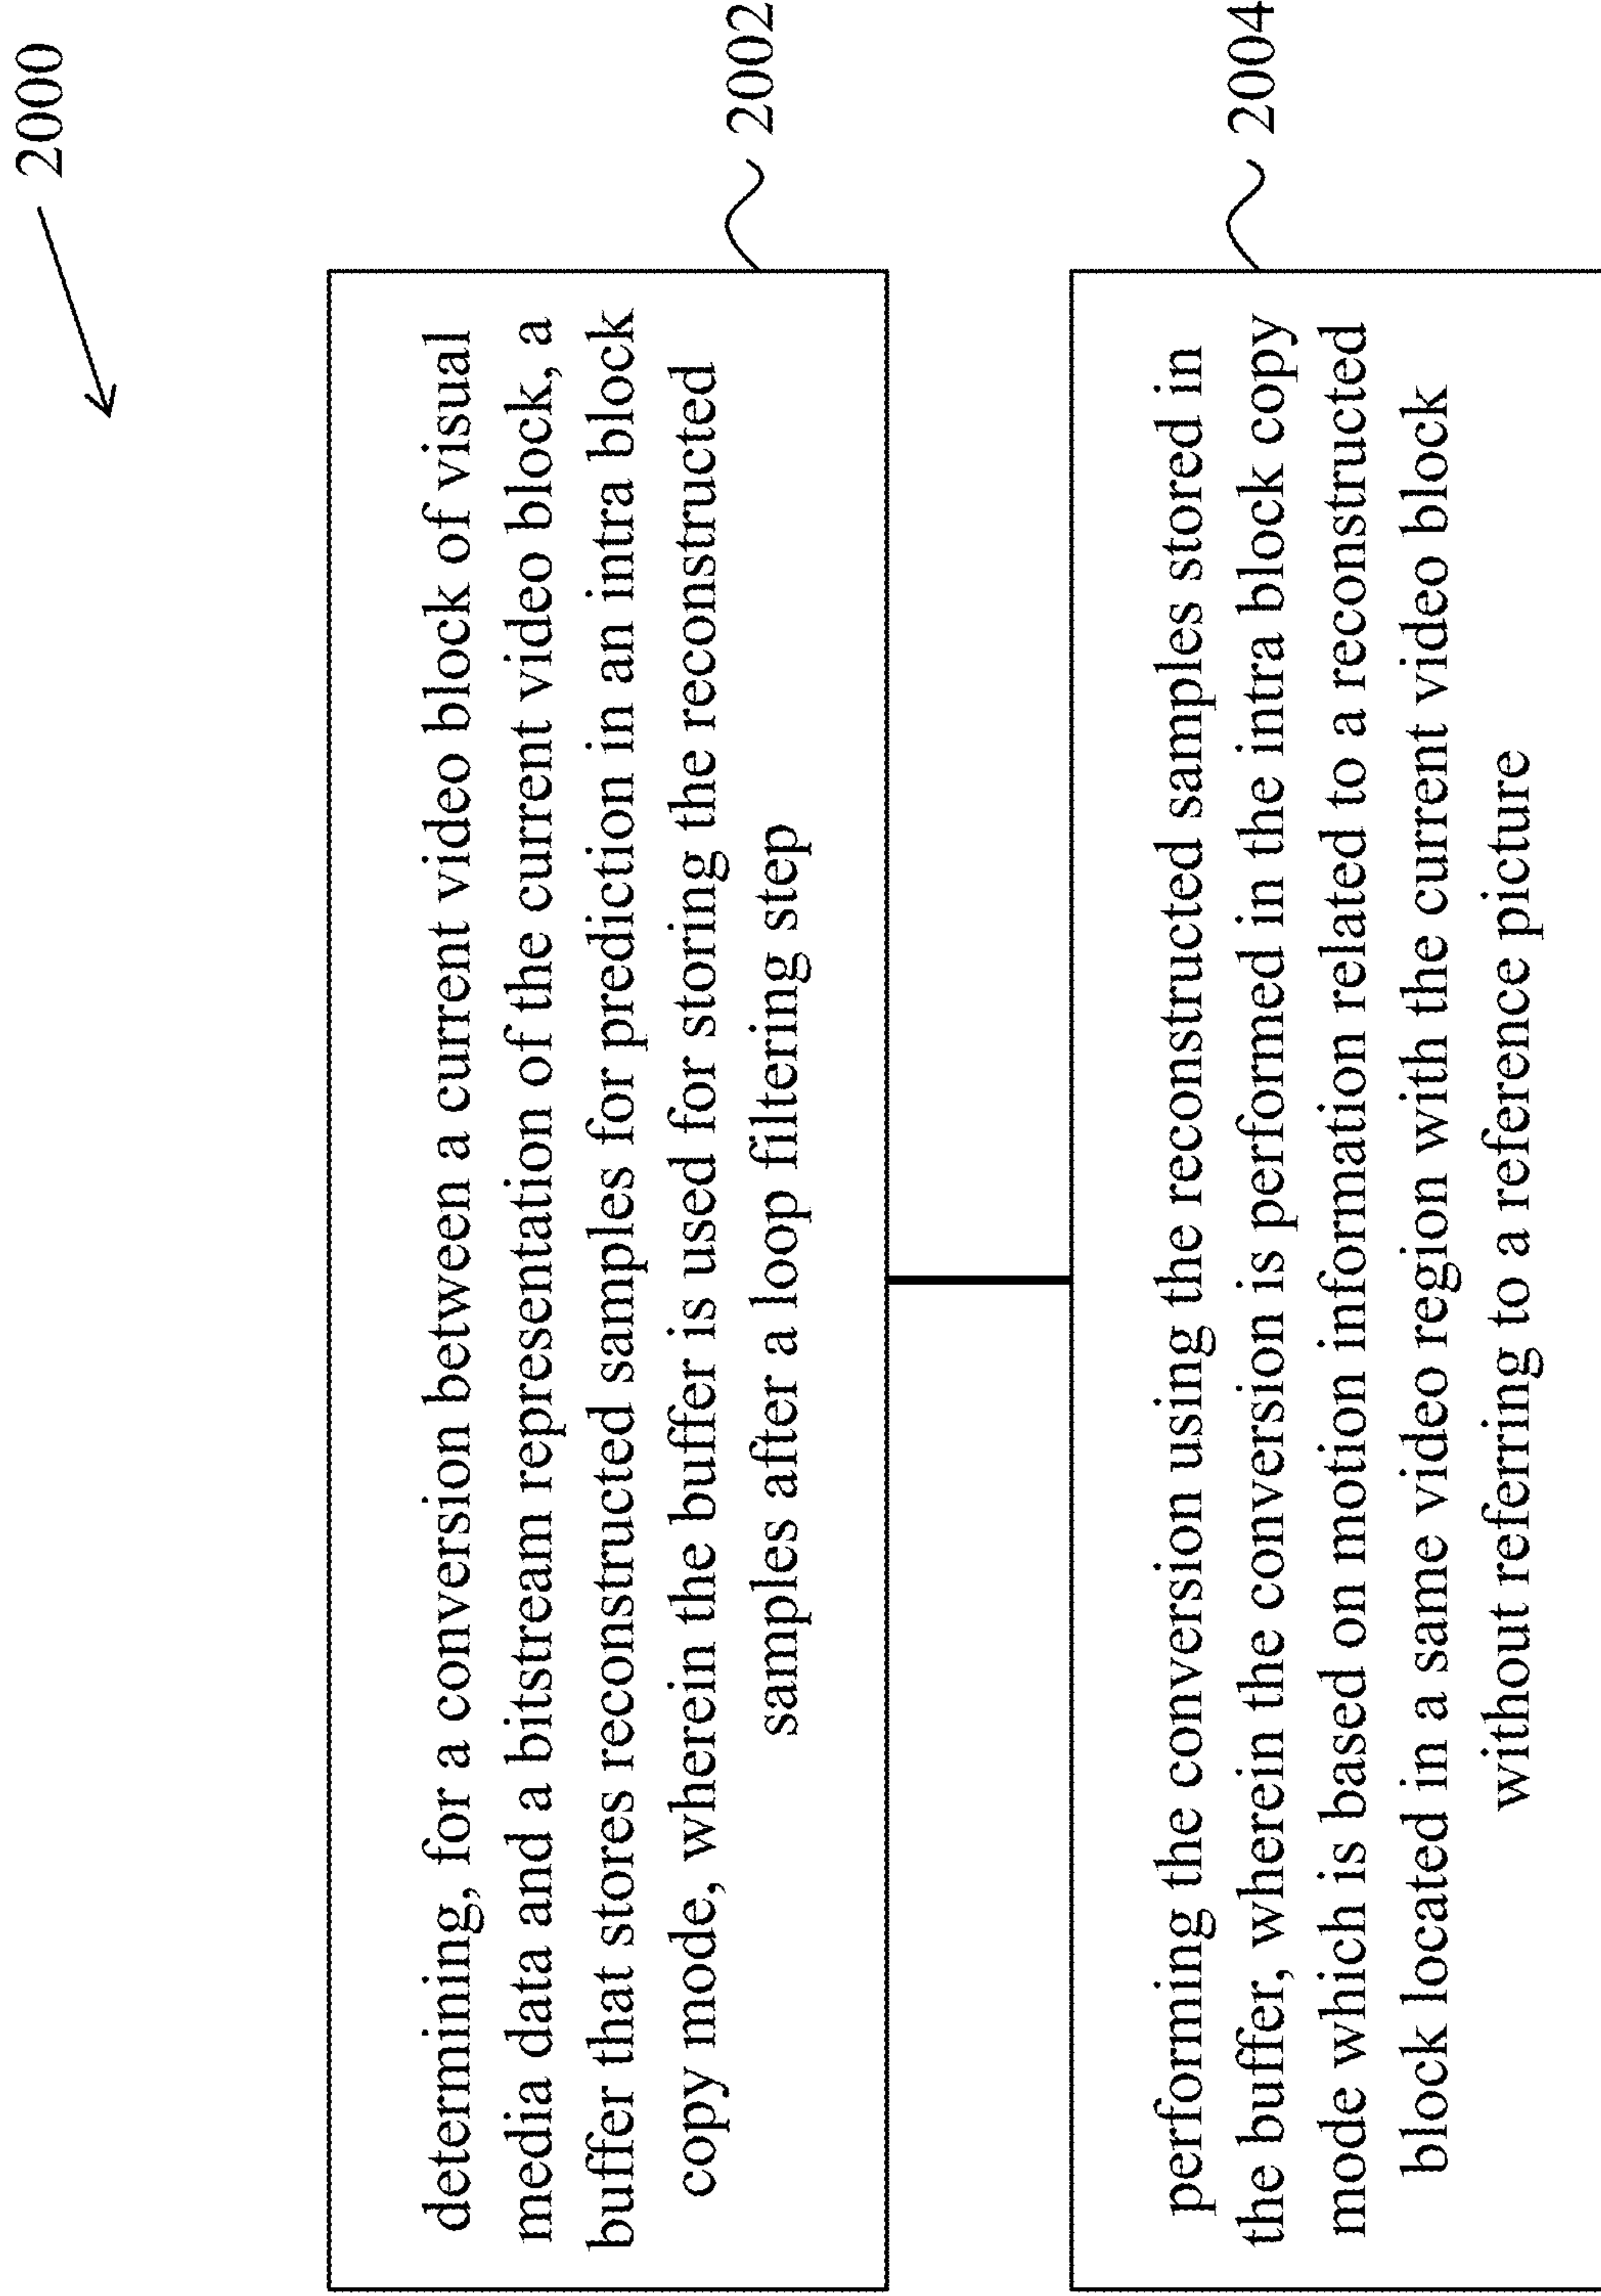 2000
determining, for a conversion between a current video block of visual
media data and a bitstream representation of the current video block, a
buffer that stores reconstructed samples for prediction in an intra block
copy mode, wherein the buffer is used for storing the reconstructed
samples after a loop filtering step
2002
performing the conversion using the reconstructed samples stored in
the buffer, wherein the conversion is performed in the intra block copy
mode which is based on motion information related to a reconstructed
block located in a same video region with the current video block
without referring to a reference picture
2004